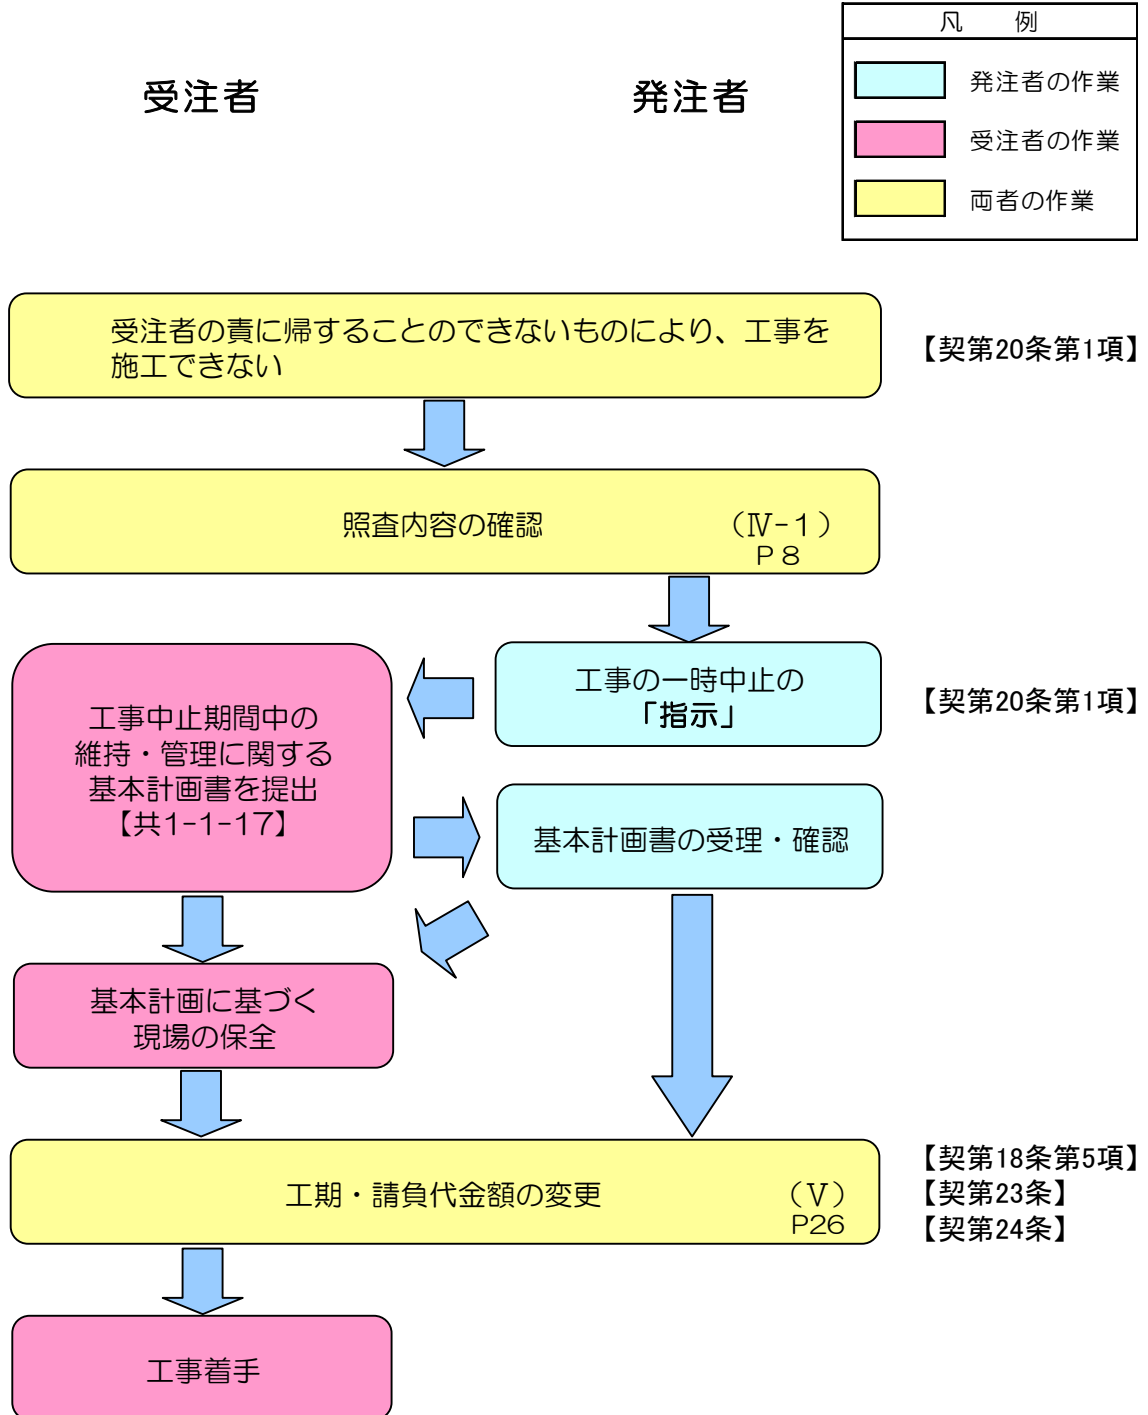 凡　例
発注者の作業
受注者の作業
両者の作業
受注者
発注者
受注者の責に帰することのできないものにより、工事を
施工できない
【契第20条第1項】
照査内容の確認
（Ⅳ-１）
Ｐ８
工事の一時中止の
「指示」
【契第20条第1項】
工事中止期間中の
維持・管理に関する
基本計画書を提出
【共1-1-17】
基本計画書の受理・確認
基本計画に基づく
現場の保全
工期・請負代金額の変更
（Ⅴ）
P26
【契第18条第5項】
【契第23条】
【契第24条】
工事着手